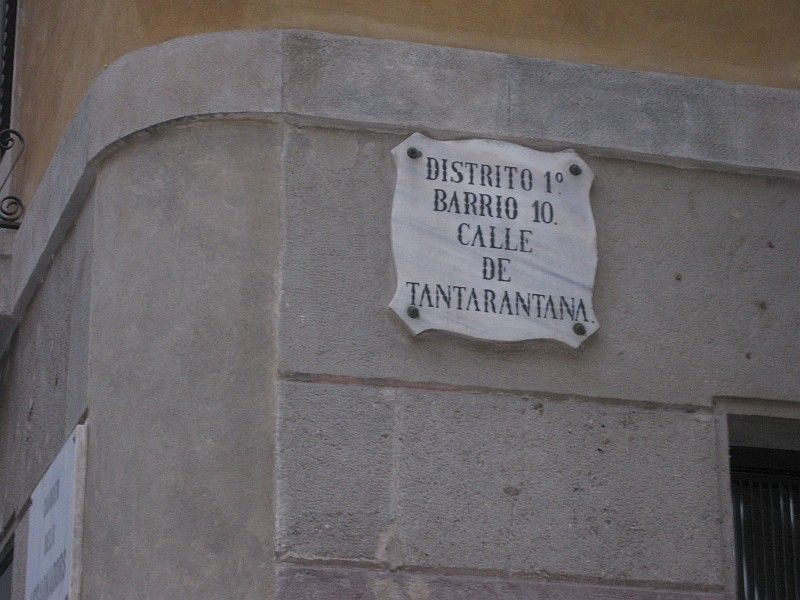 DISTRITO 1º
BARRIO 10.
CALLE
DE
TANTARANTANA.